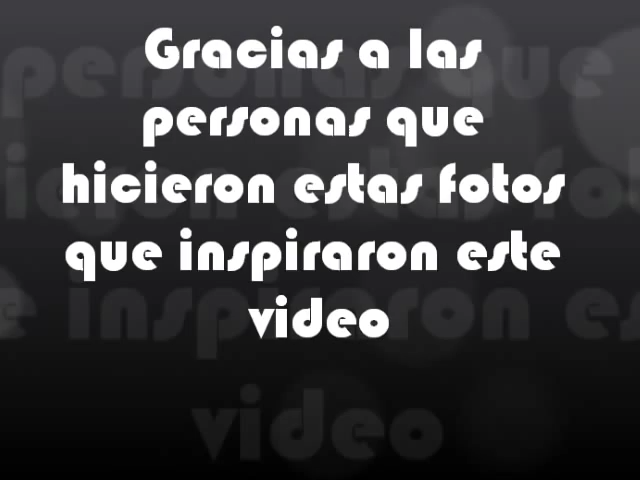 Gracias a las
personas que
hicieron estas fotos
que inspiraron este
video